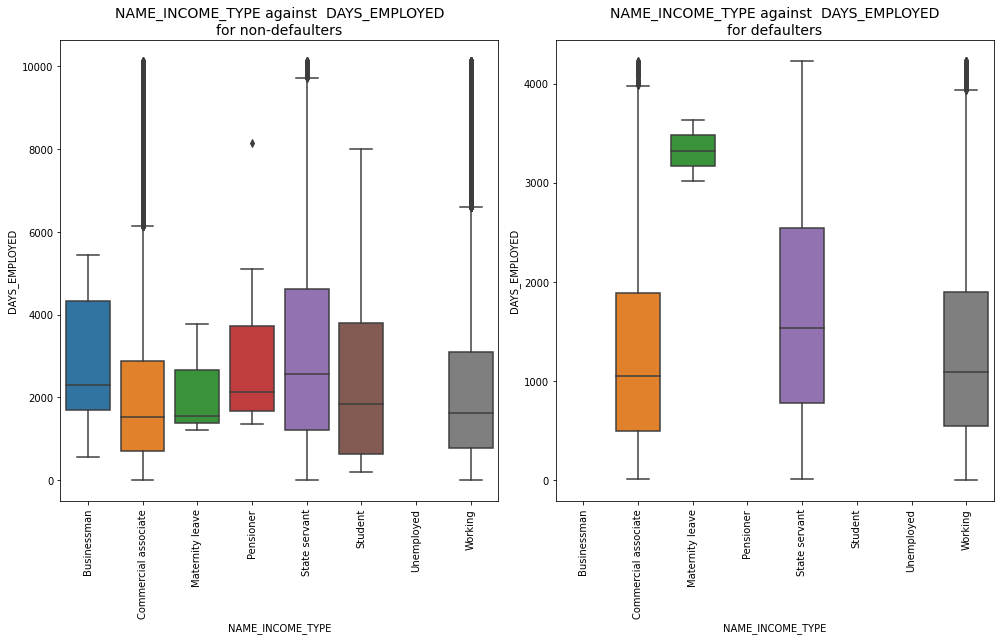 NAME_INCOME_TYPE against  DAYS_EMPLOYED
for non-defaulters
10000
8000
6000
4000
2000
0
DAYS_EMPLOYED
Businessman
Commercial associate
Maternity leave
Pensioner
State servant
Student
Unemployed
Working
NAME_INCOME_TYPE
NAME_INCOME_TYPE against  DAYS_EMPLOYED
for defaulters
4000
3000
2000
1000
0
DAYS_EMPLOYED
Businessman
Commercial associate
Maternity leave
Pensioner
State servant
Student
Unemployed
Working
NAME_INCOME_TYPE